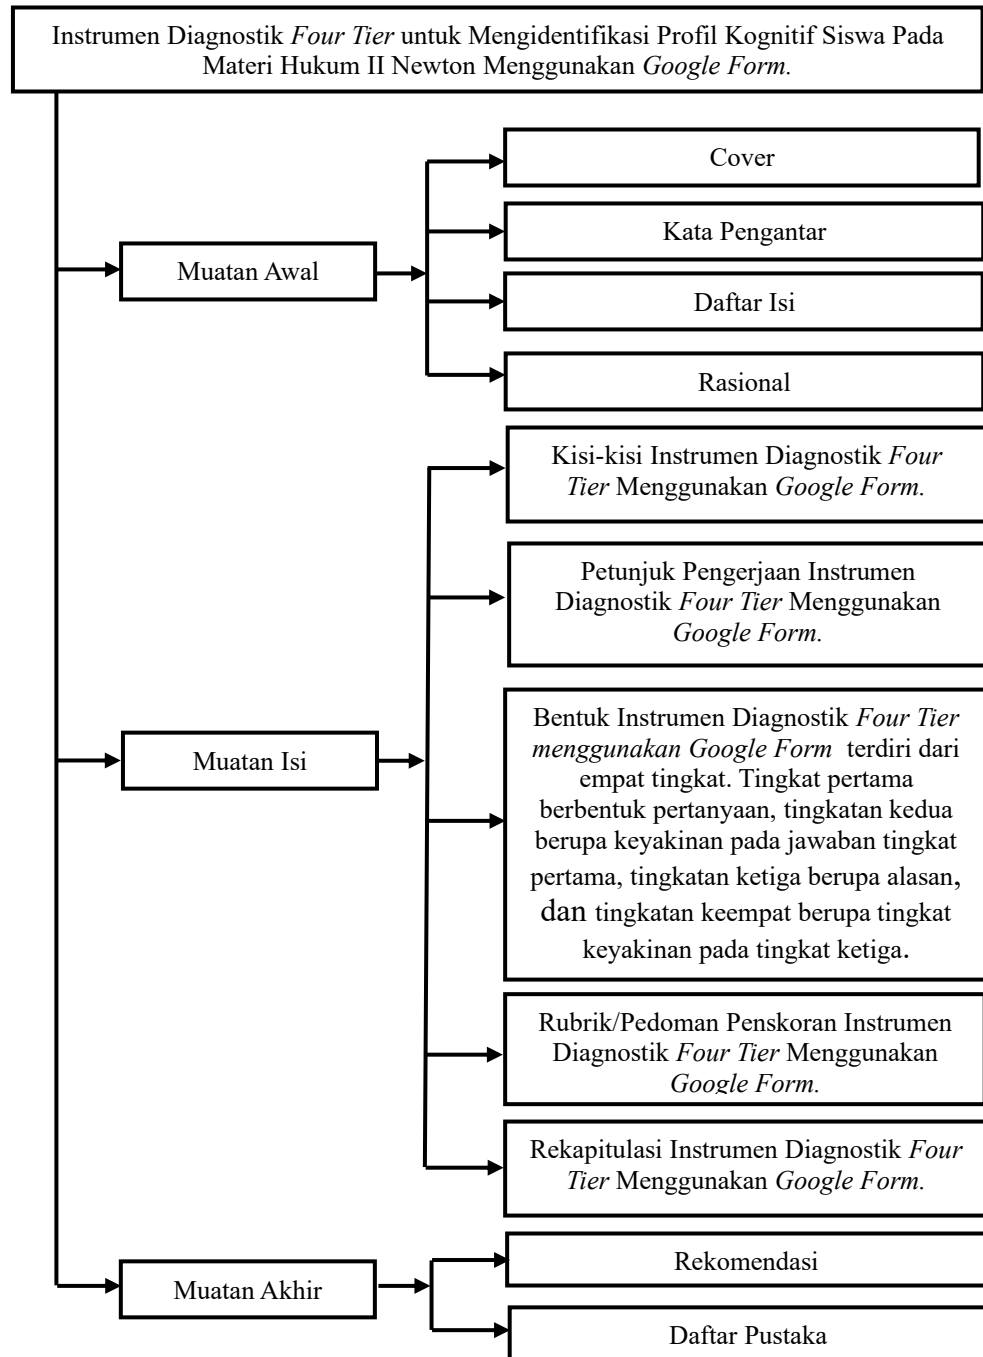 Instrumen Diagnostik Four Tier untuk Mengidentifikasi Profil Kognitif Siswa Pada
Materi Hukum II Newton Menggunakan Google Form.
Muatan Awal
Cover
Kata Pengantar
Daftar Isi
Rasional
Muatan Isi
Kisi-kisi Instrumen Diagnostik Four
Tier Menggunakan Google Form.
Petunjuk Pengerjaan Instrumen
Diagnostik Four Tier Menggunakan
Google Form.
Bentuk Instrumen Diagnostik Four Tier
menggunakan Google Form terdiri dari
empat tingkat. Tingkat pertama
berbentuk pertanyaan, tingkatan kedua
berupa keyakinan pada jawaban tingkat
pertama, tingkatan ketiga berupa alasan,
dan tingkatan keempat berupa tingkat
keyakinan pada tingkat ketiga.
Rubrik/Pedoman Penskoran Instrumen
Diagnostik Four Tier Menggunakan
Google Form.
Rekapitulasi Instrumen Diagnostik Four
Tier Menggunakan Google Form.
Muatan Akhir
Rekomendasi
Daftar Pustaka